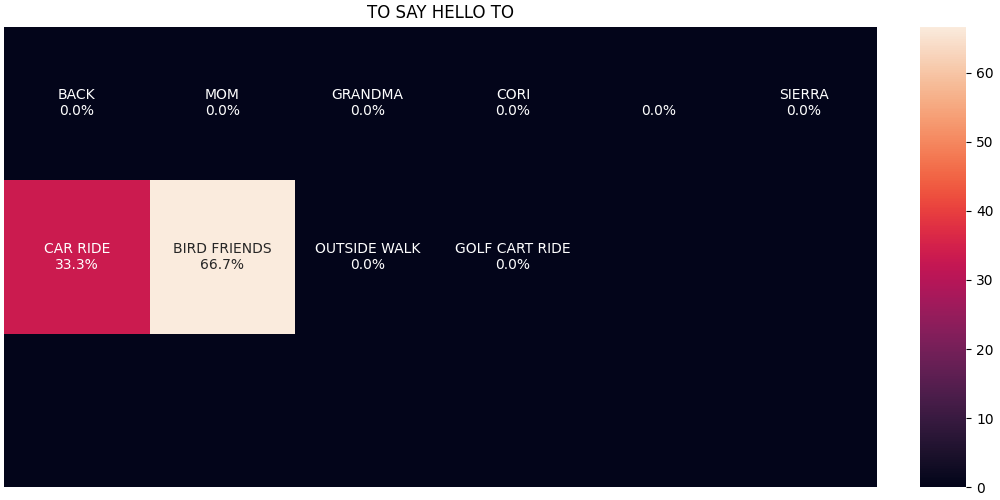 TO SAY HELLO TO
BACK MOM GRANDMA CORI SIERRA
0.0% 0.0% 0.0% 0.0% 0.0% 0.0%
CAR RIDE BIRD FRIENDS OUTSIDE WALK GOLF CART RIDE
33.3% 66.7% 0.0% 0.0%
60
50
40
30
20
10
0